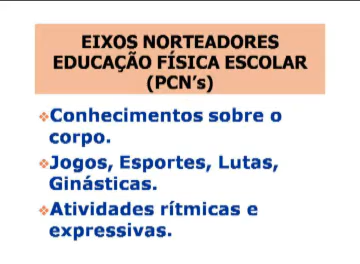 EIXOS NORTEADORES
EDUCAÇÃO FÍSICA ESCOLAR
(PCN's)
Conhecimentos sobre o
corpo.
Jogos, Esportes, Lutas,
Ginásticas.
Atividades rítmicas e
expressivas.